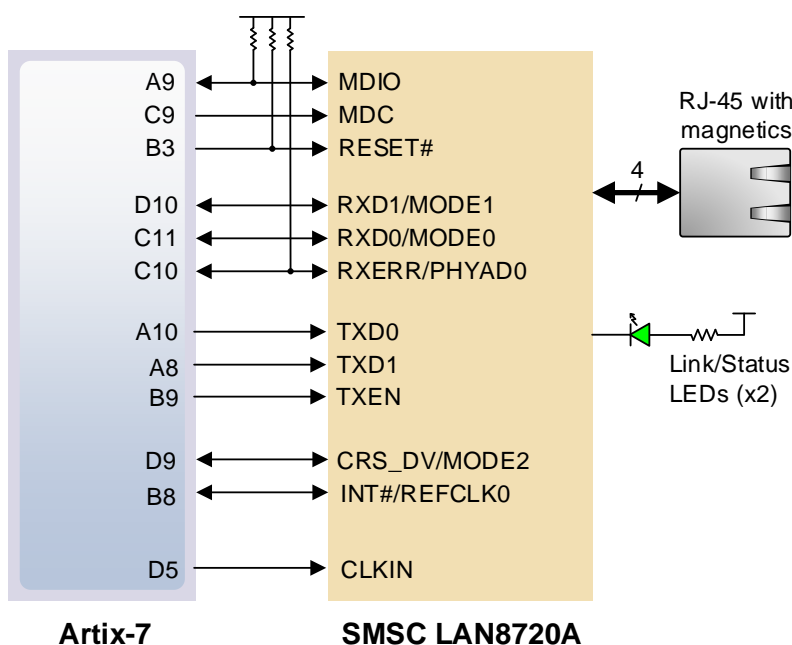 A9 MDIO
C9 MDC
B3 RESET#
D10 RXD1/MODE1
C11 RXD0/MODE0
C10 RXERR/PHYAD0
A10 TXD0
A8 TXD1
B9 TXEN
D9 CRS_DV/MODE2
B8 INT#/REFCLK0
D5 CLKIN
RJ-45 with
magnetics
4
Link/Status
LEDs (x2)
Artix-7
SMSC LAN8720A